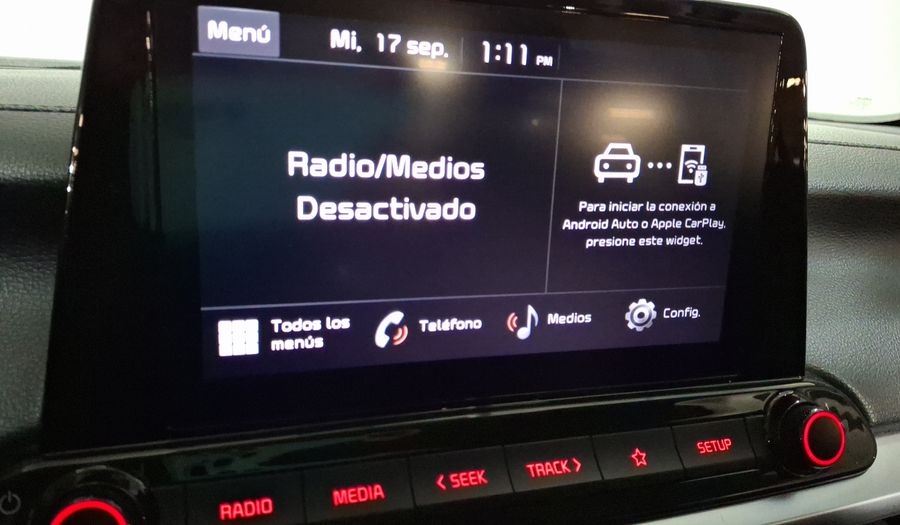 Menú
Mi, 17 sep.
1:11 PM
Radio/Medios
Desactivado
Para iniciar la conexión a
Android Auto o Apple CarPlay,
presione este widget.
Todos los
menús
Teléfono
Medios
Config.
RADIO
MEDIA
< SEEK
TRACK >
☆
SETUP